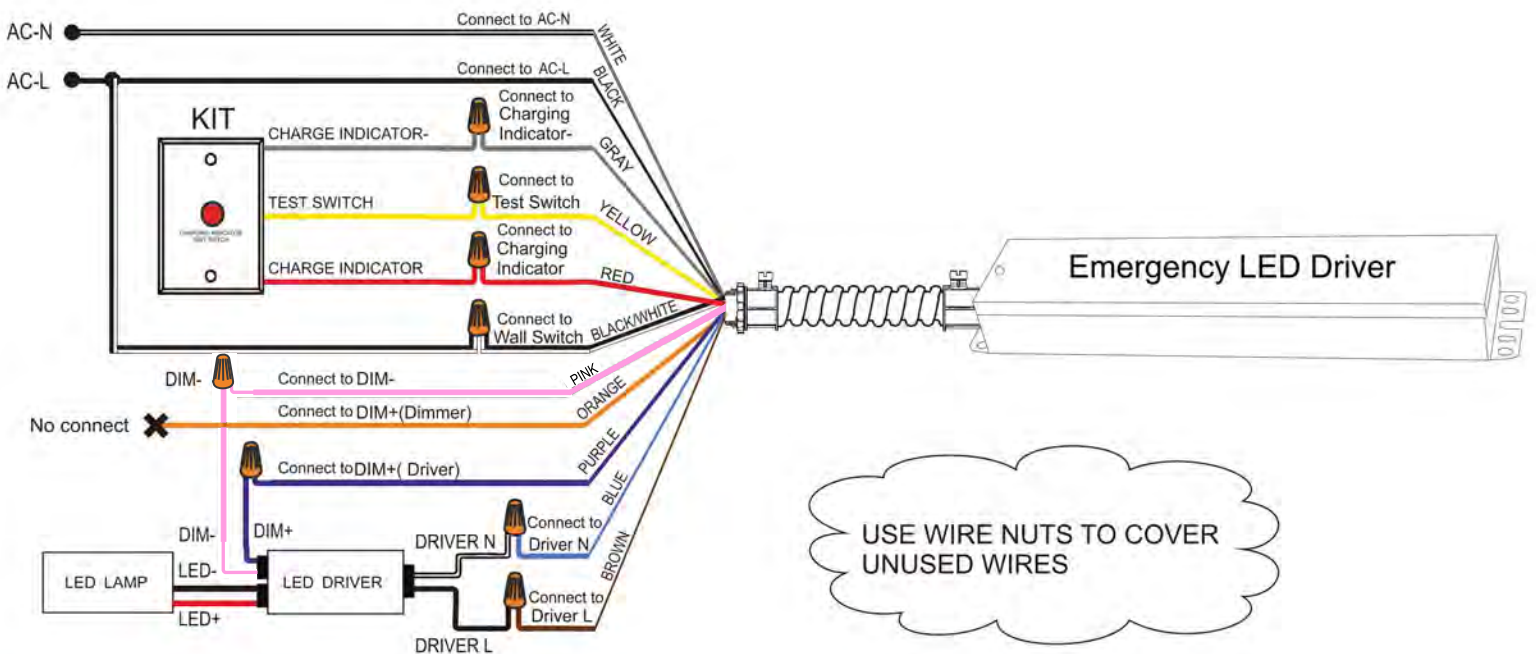 AC-N
Connect to AC-N
WHITE
AC-L
Connect to AC-L
BLACK
KIT
CHARGE INDICATOR-
Connect to
Charging
Indicator-
GRAY
TEST SWITCH
Connect to
Test Switch
YELLOW
CHARGING INDICATOR
TEST SWITCH
CHARGE INDICATOR
Connect to
Charging
Indicator
RED
Connect to
Wall Switch
BLACK/WHITE
Emergency LED Driver
DIM-
Connect to DIM-
PINK
No connect
Connect to DIM+(Dimmer)
ORANGE
Connect to DIM+( Driver)
PURPLE
DIM-
DIM+
DRIVER N
Connect to
Driver N
BLUE
LED LAMP
LED-
LED+
LED DRIVER
DRIVER L
Connect to
Driver L
BROWN
USE WIRE NUTS TO COVER
UNUSED WIRES